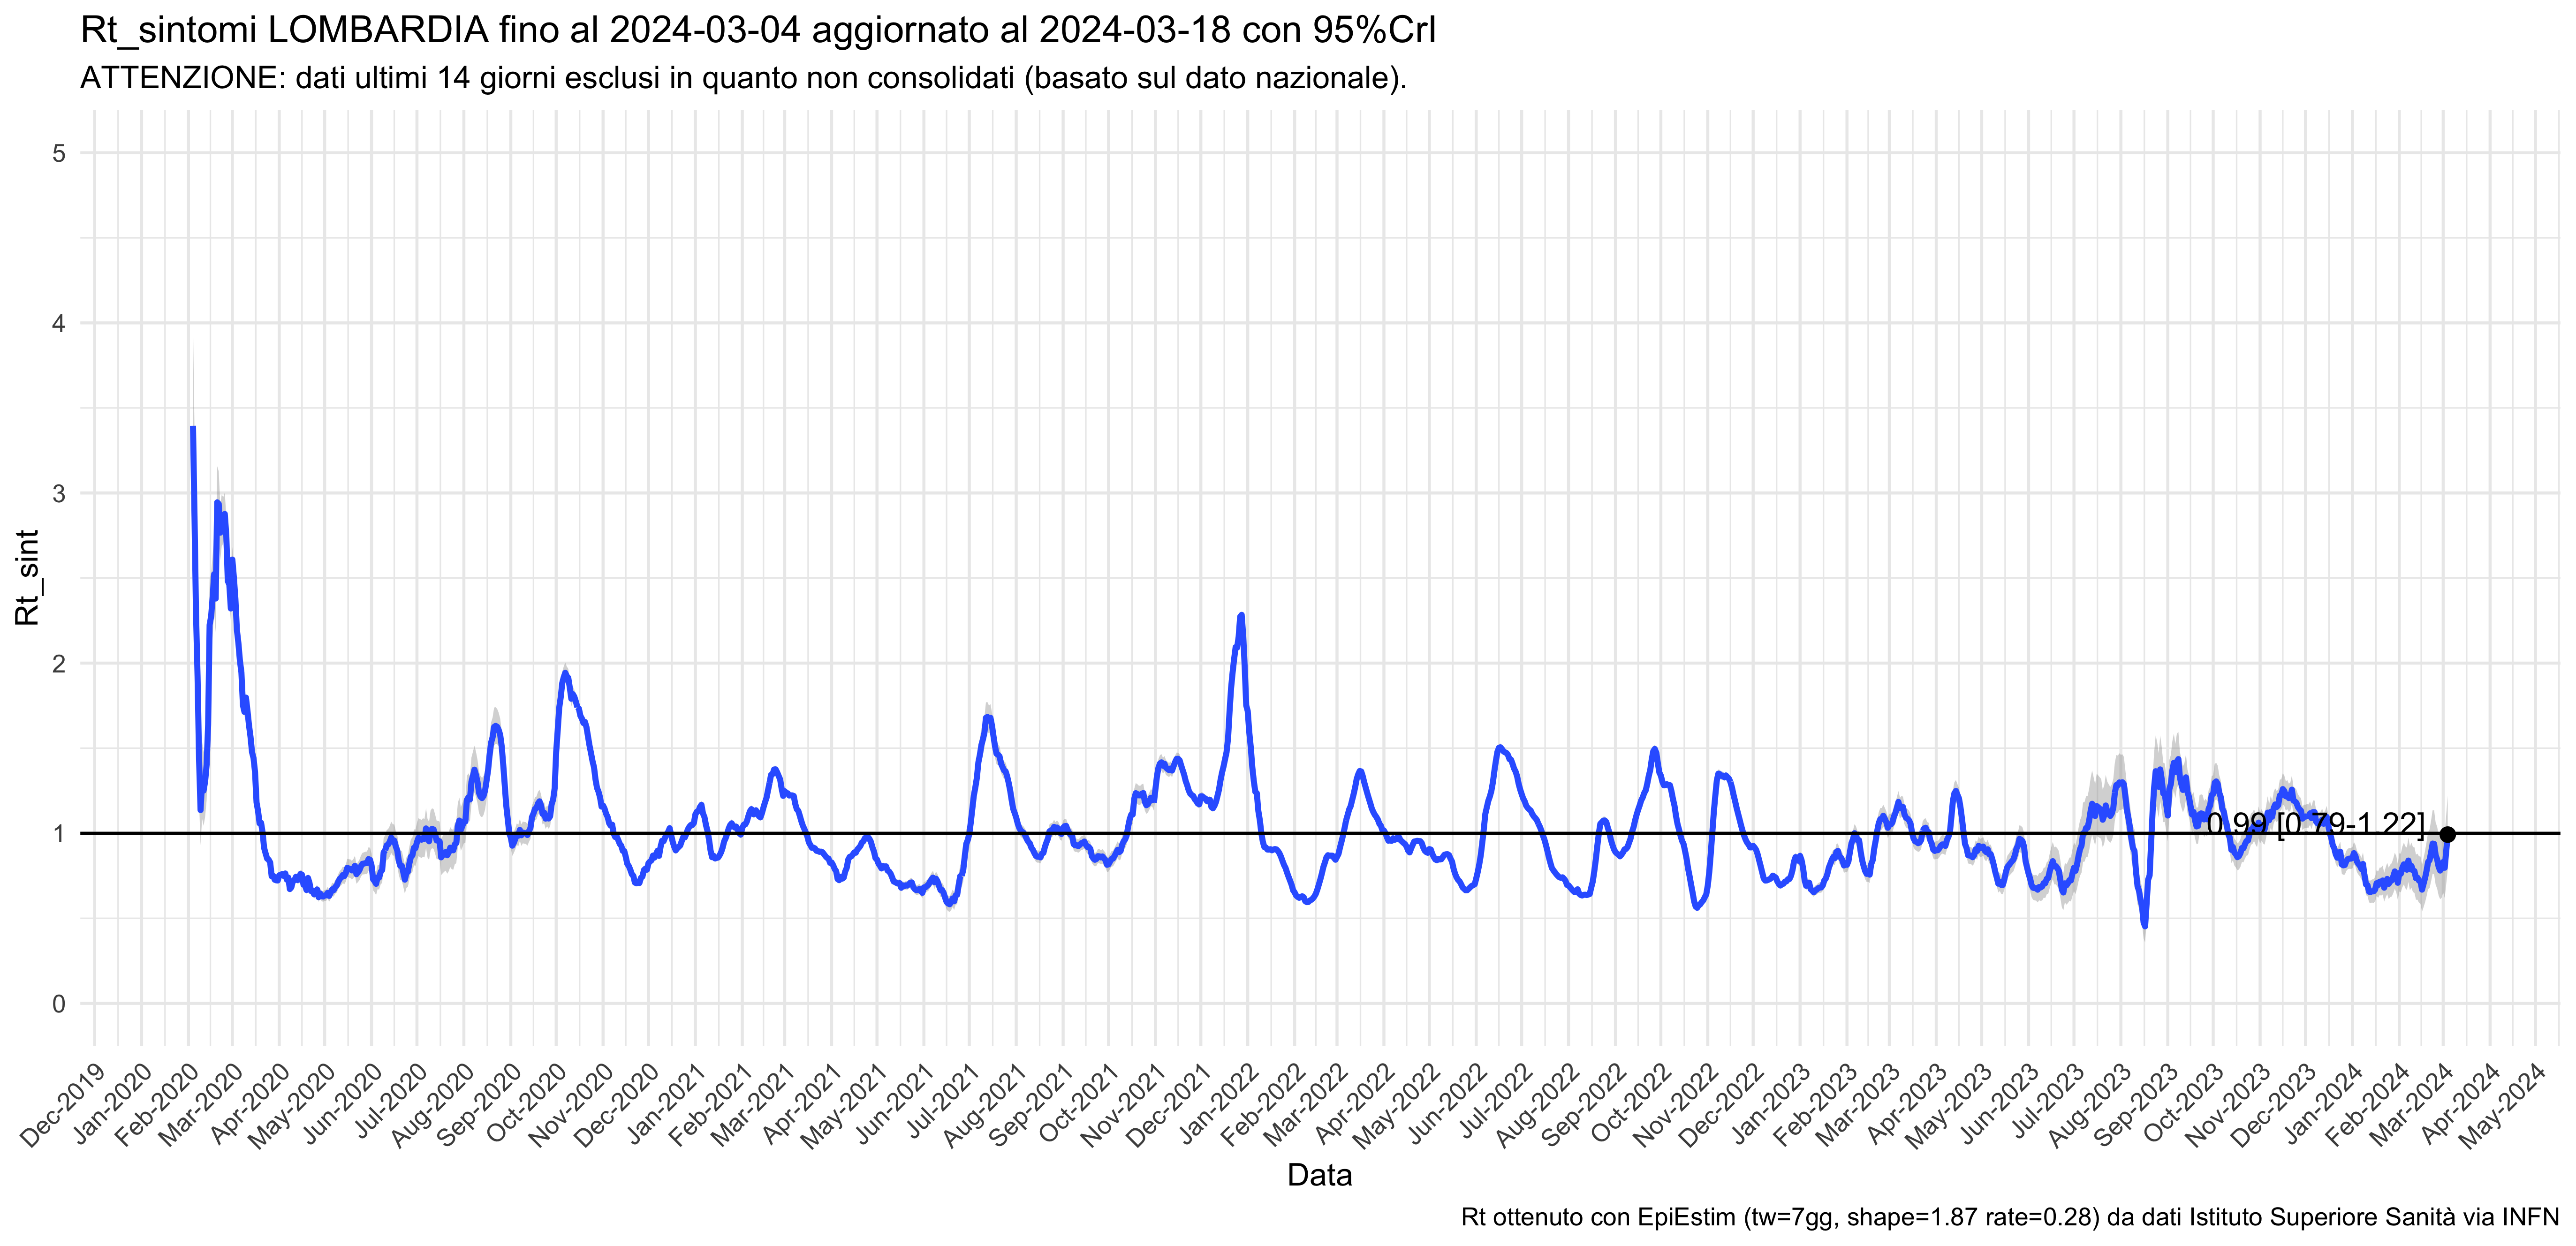 Rt_sintomi LOMBARDIA fino al 2024-03-04 aggiornato al 2024-03-18 con 95%CrI
ATTENZIONE: dati ultimi 14 giorni esclusi in quanto non consolidati (basato sul dato nazionale).
5
4
3
2
1
0
Rt_sint
0.99 [0.79-1.22]
Dec-2019
Jan-2020
Feb-2020
Mar-2020
Apr-2020
May-2020
Jun-2020
Jul-2020
Aug-2020
Sep-2020
Oct-2020
Nov-2020
Dec-2020
Jan-2021
Feb-2021
Mar-2021
Apr-2021
May-2021
Jun-2021
Jul-2021
Aug-2021
Sep-2021
Oct-2021
Nov-2021
Dec-2021
Jan-2022
Feb-2022
Mar-2022
Apr-2022
May-2022
Jun-2022
Jul-2022
Aug-2022
Sep-2022
Oct-2022
Nov-2022
Dec-2022
Jan-2023
Feb-2023
Mar-2023
Apr-2023
May-2023
Jun-2023
Jul-2023
Aug-2023
Sep-2023
Oct-2023
Nov-2023
Dec-2023
Jan-2024
Feb-2024
Mar-2024
Apr-2024
May-2024
Data
Rt ottenuto con EpiEstim (tw=7gg, shape=1.87 rate=0.28) da dati Istituto Superiore Sanità via INFN